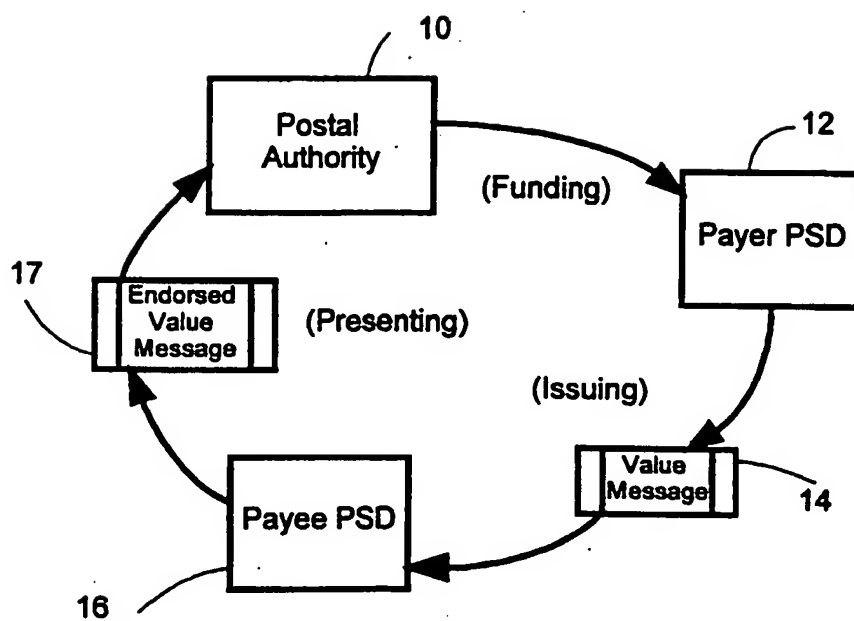 10
Postal
Authority
12
(Funding)
Payer PSD
17
Endorsed
Value
Message
(Presenting)
(Issuing)
Value
Message
14
Payee PSD
16